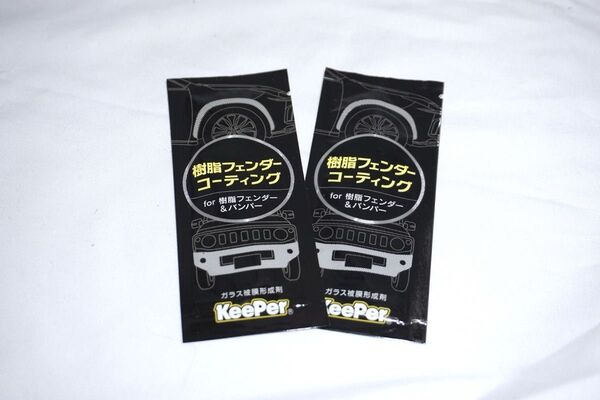 樹脂フェンダー
コーティング
for 樹脂フェンダー
&バンパー
ガラス被膜形成剤
KeePer®
樹脂フェンダー
コーティング
for 樹脂フェンダー
&バンパー
ガラス被膜形成剤
KeePer®